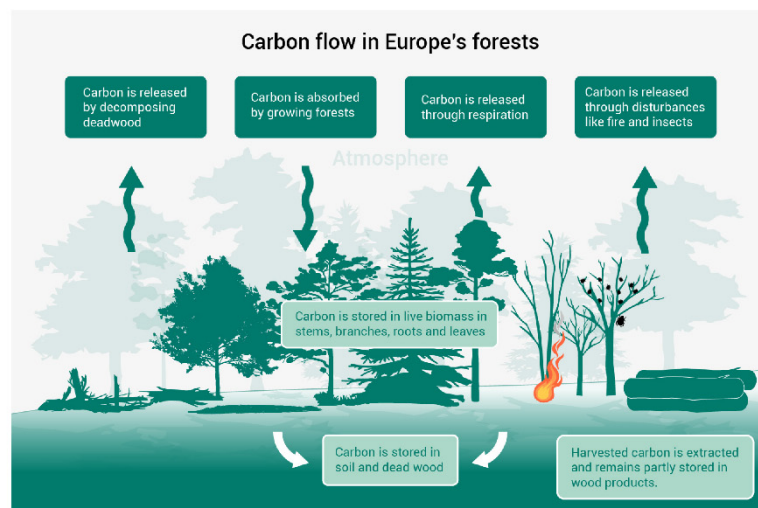 Carbon flow in Europe's forests
Carbon is released
by decomposing
deadwood
Carbon is absorbed
by growing forests
Carbon is released
through respiration
Carbon is released
through disturbances
like fire and insects
Atmosphere
Carbon is stored in live biomass in
stems, branches, roots and leaves
Carbon is stored in
soil and dead wood
Harvested carbon is extracted
and remains partly stored in
wood products.